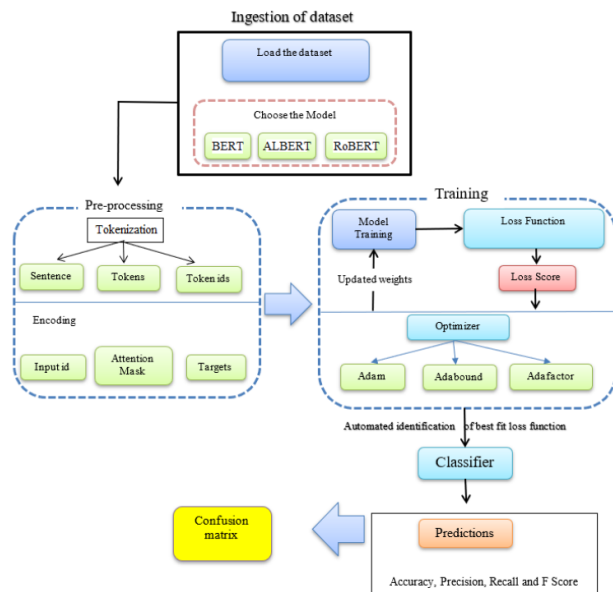 Ingestion of dataset
Load the dataset
Choose the Model
BERT ALBERT RoBERT
Pre-processing
Tokenization
Sentence Tokens Token ids
Encoding
Input id Attention Mask Targets
Training
Model
Training
Loss Function
Loss Score
Updated weights
Optimizer
Adam Adabound Adafactor
Automated identification of best fit loss function
Classifier
Predictions
Accuracy, Precision, Recall and F Score
Confusion
matrix